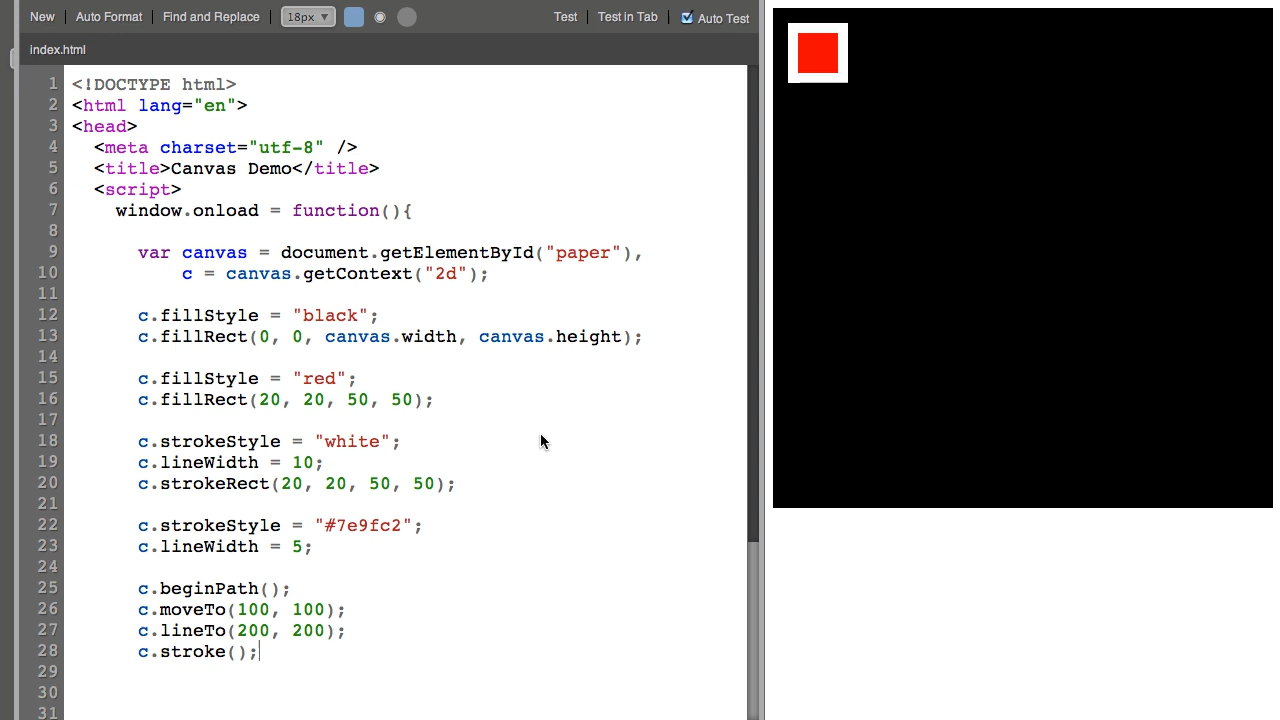 New Auto Format Find and Replace 18px ▼ Test Test in Tab Auto Test
index.html
1 <!DOCTYPE html>
2 <html lang="en">
3 <head>
4 <meta charset="utf-8" />
5 <title>Canvas Demo</title>
6 <script>
7 window.onload = function(){
8
9 var canvas = document.getElementById("paper"),
10 c = canvas.getContext("2d");
11
12 c.fillStyle = "black";
13 c.fillRect(0, 0, canvas.width, canvas.height);
14
15 c.fillStyle = "red";
16 c.fillRect(20, 20, 50, 50);
17
18 c.strokeStyle = "white";
19 c.lineWidth = 10;
20 c.strokeRect(20, 20, 50, 50);
21
22 c.strokeStyle = "#7e9fc2";
23 c.lineWidth = 5;
24
25 c.beginPath();
26 c.moveTo(100, 100);
27 c.lineTo(200, 200);
28 c.stroke();
29
30
31